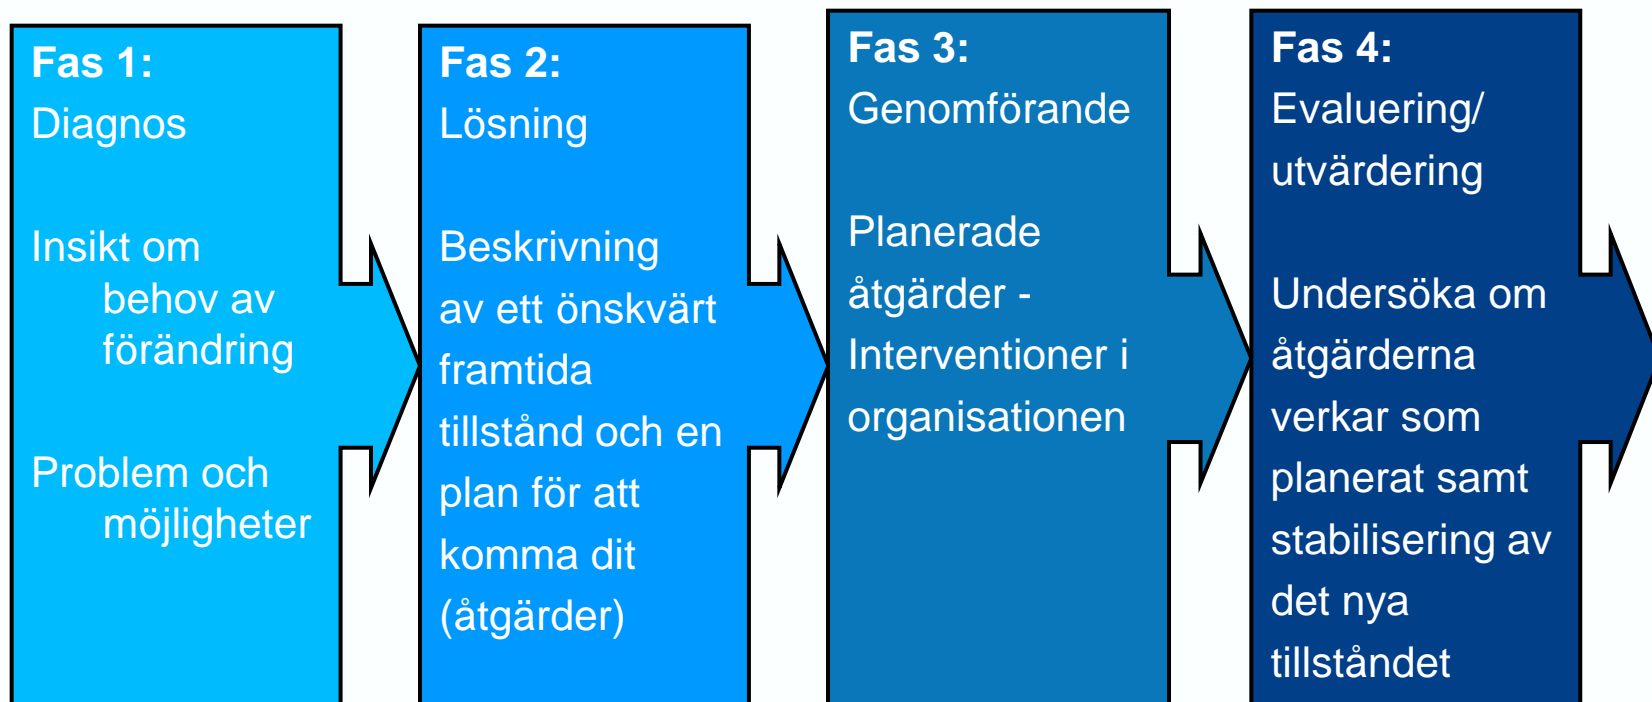 Fas 1:
Diagnos
Insikt om
behov av
förändring
Problem och
möjligheter
Fas 2:
Lösning
Beskrivning
av ett önskvärt
framtida
tillstånd och en
plan för att
komma dit
(åtgärder)
Fas 3:
Genomförande
Planerade
åtgärder -
Interventioner i
organisationen
Fas 4:
Evaluering/
utvärdering
Undersöka om
åtgärderna
verkar som
planerat samt
stabilisering av
det nya
tillståndet